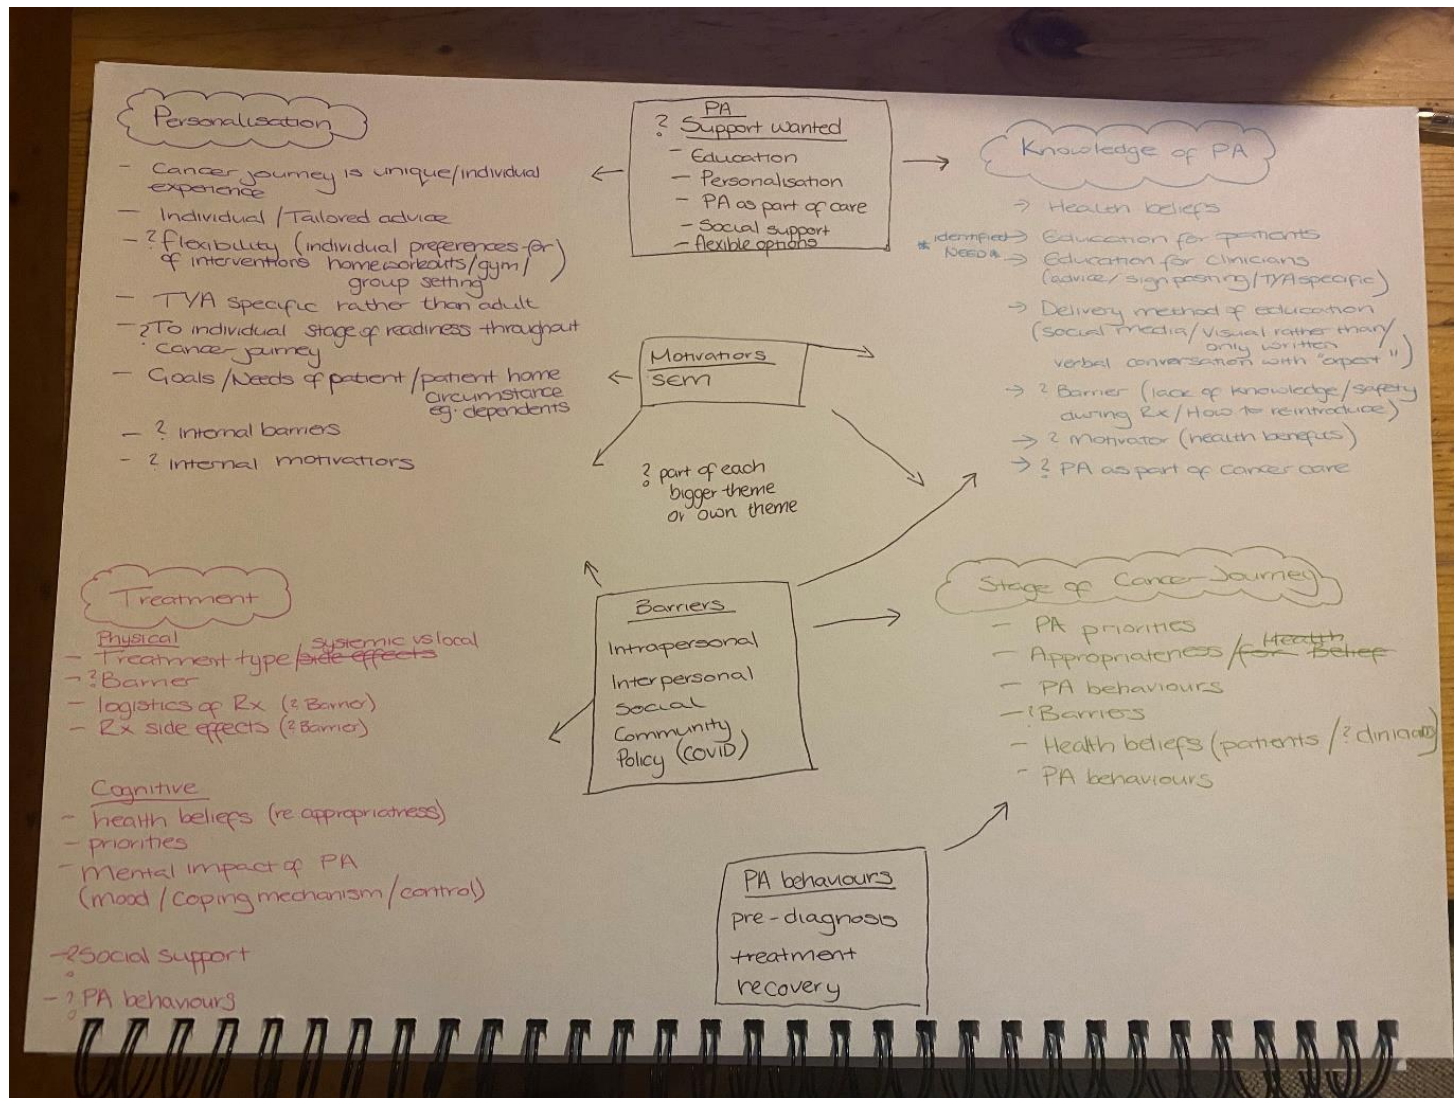 Personalisation
- Cancer journey is unique/individual
experience
- Individual / Tailored advice
- ? flexibility (individual preferences for
of interventions home workouts/gym/
group setting)
- TYA specific rather than adult
- ? To individual stage of readiness throughout
cancer journey
- Goals/Needs of patient/patient home
circumstance
eg. dependents
- ? Internal barriers
- ? internal motivatiors
PA
? Support wanted
- Education
- Personalisation
- PA as part of care
- Social support
- flexible options
Knowledge of PA
→ Health beliefs
* identified → Education for patients
NEED* → Education for clinicians
(advice/signposting/TYA specific)
→ Delivery method of education
(social media/visual rather than/
only written
verbal conversation with "expert")
→ ? Barrier (lack of knowledge/safety
during Rx/How to reintroduce)
→ ? Motivator (health benefits)
→ ? PA as part of cancer care
Motivatiors
SEM
? part of each
bigger theme
or own theme
Treatment
Physical
systemic vs local
- Treatment type/side effects
- ? Barrier
- logistics of Rx (? Barrier)
- Rx side effects (? Barrier)
Cognitive
- health beliefs (re appropriatness)
- priorities
- mental impact of PA
(mood/coping mechanism/control)
- ? Social support
- ? PA behaviours
Barriers
Intrapersonal
Interpersonal
Social
Community
Policy (COVID)
Stage of Cancer Journey
- PA priorities
- Appropriateness/for Health Belief
- PA behaviours
- ? Barriers
- Health beliefs (patients/? clinician)
- PA behaviours
PA behaviours
pre-diagnosis
treatment
recovery